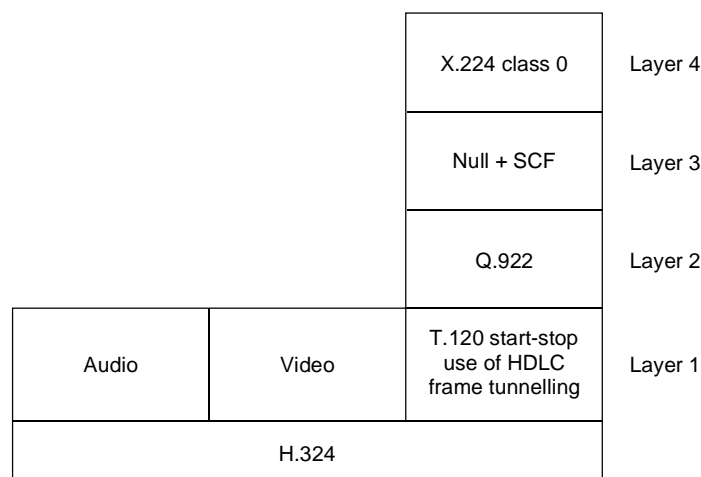 X.224 class 0
Layer 4
Null + SCF
Layer 3
Q.922
Layer 2
Audio
Video
T.120 start-stop
use of HDLC
frame tunnelling
Layer 1
H.324